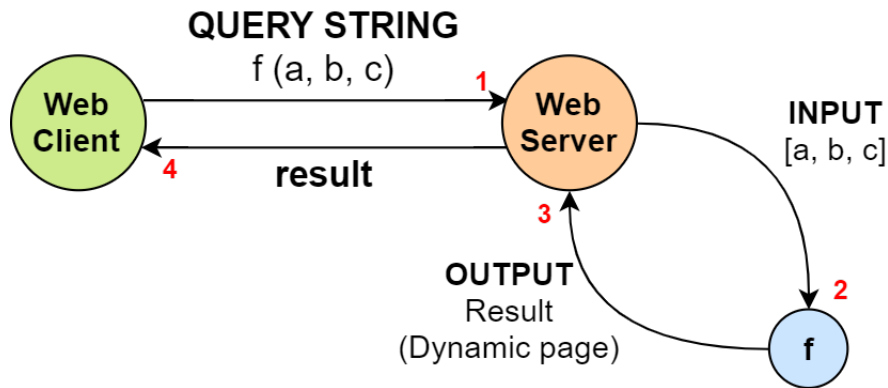 QUERY STRING
f (a, b, c)
1
Web
Client
Web
Server
INPUT
[a, b, c]
4
result
3
OUTPUT
Result
(Dynamic page)
2
f